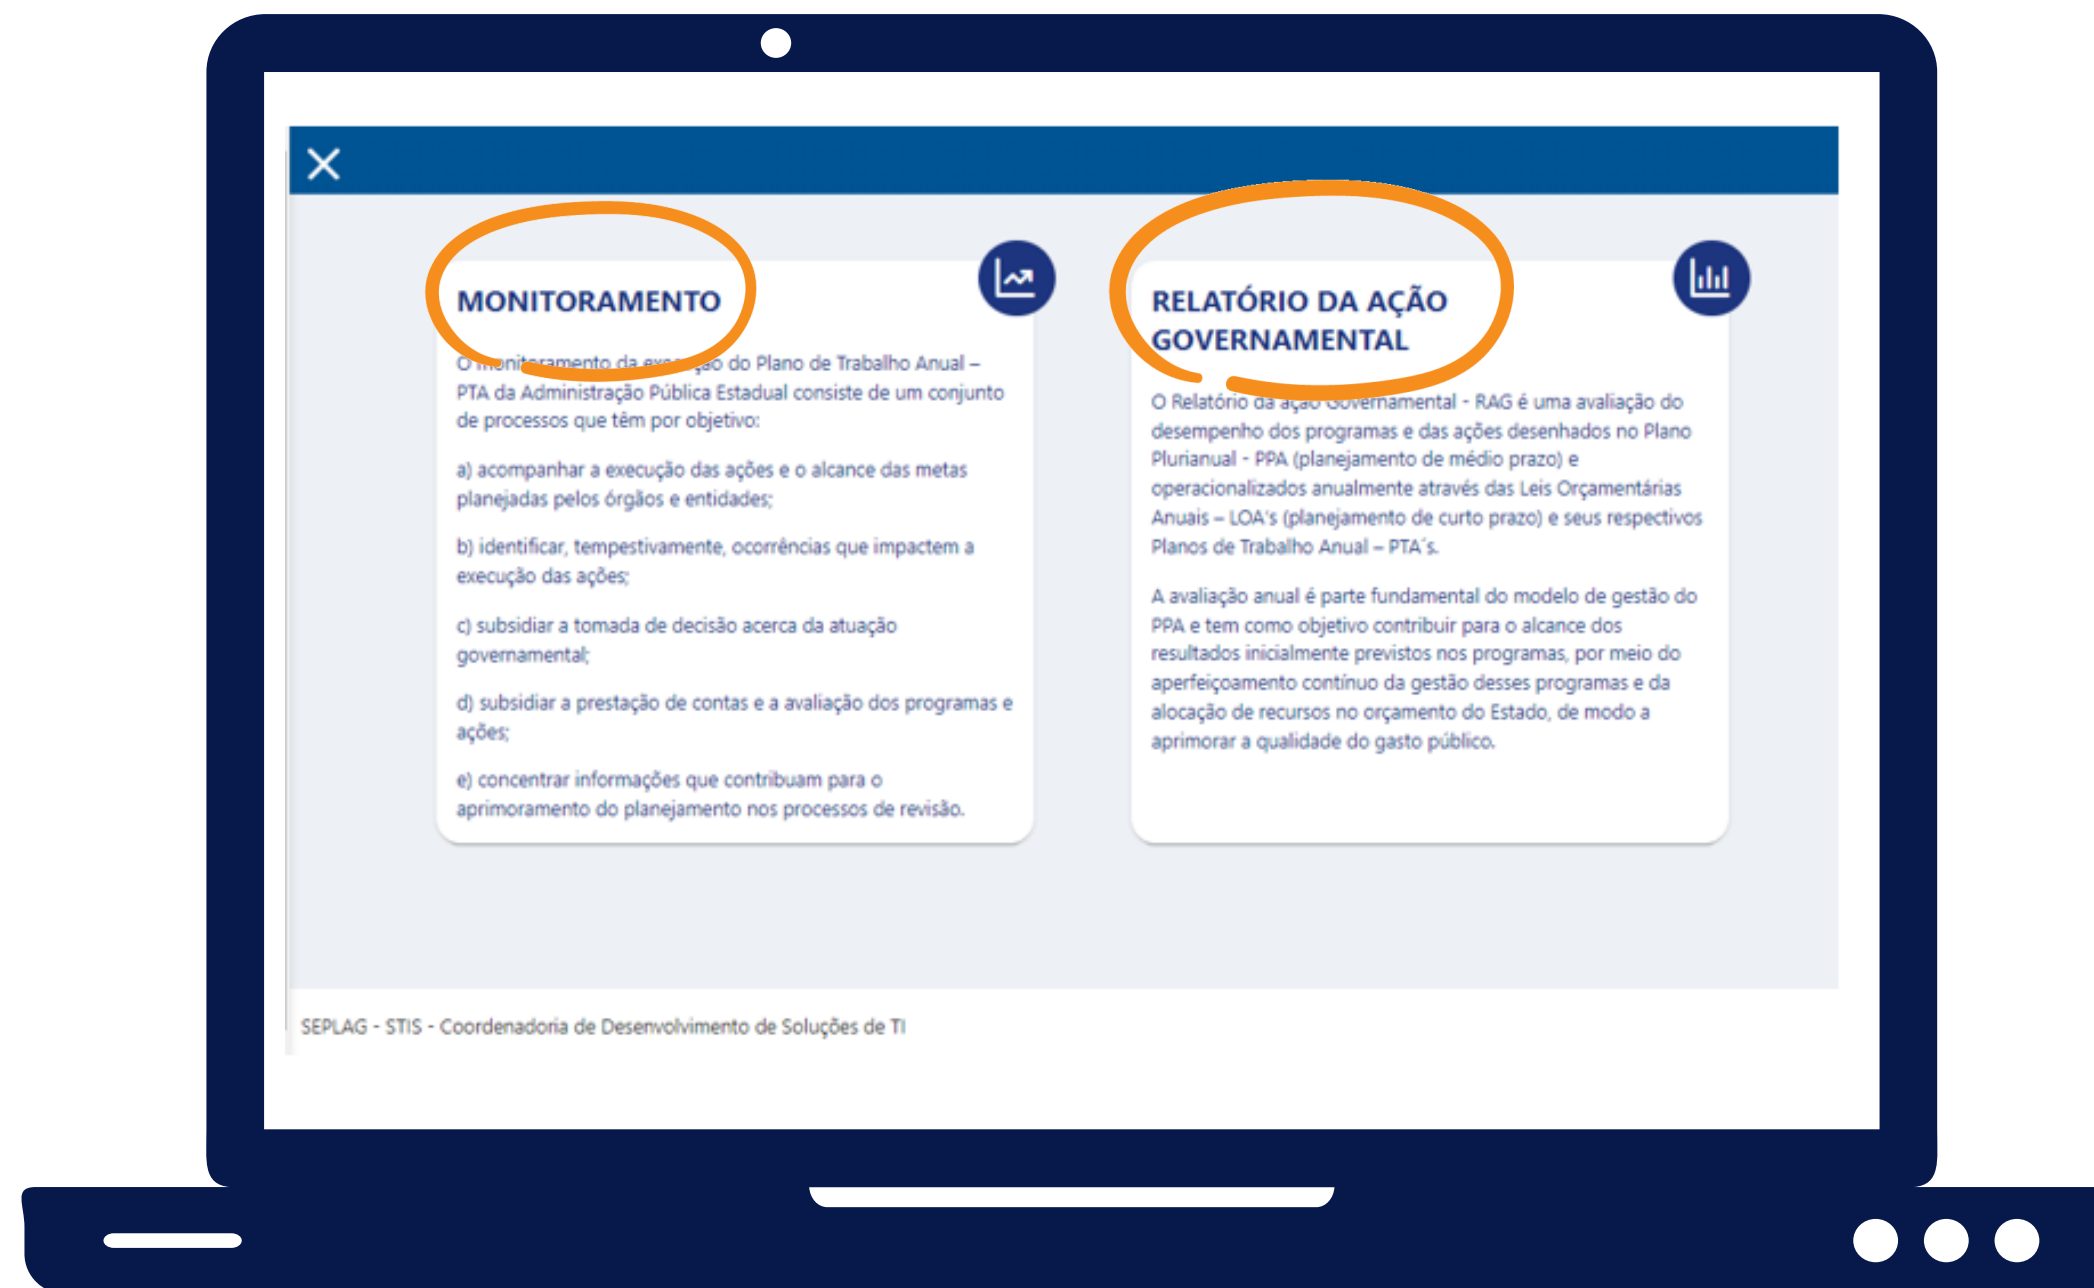 MONITORAMENTO
O monitoramento da execução do Plano de Trabalho Anual –
PTA da Administração Pública Estadual consiste de um conjunto
de processos que têm por objetivo:
a) acompanhar a execução das ações e o alcance das metas
planejadas pelos órgãos e entidades;
b) identificar, tempestivamente, ocorrências que impactem a
execução das ações;
c) subsidiar a tomada de decisão acerca da atuação
governamental;
d) subsidiar a prestação de contas e a avaliação dos programas e
ações;
e) concentrar informações que contribuam para o
aprimoramento do planejamento nos processos de revisão.
RELATÓRIO DA AÇÃO
GOVERNAMENTAL
O Relatório da ação Governamental - RAG é uma avaliação do
desempenho dos programas e das ações desenhados no Plano
Plurianual - PPA (planejamento de médio prazo) e
operacionalizados anualmente através das Leis Orçamentárias
Anuais – LOA's (planejamento de curto prazo) e seus respectivos
Planos de Trabalho Anual – PTA´s.
A avaliação anual é parte fundamental do modelo de gestão do
PPA e tem como objetivo contribuir para o alcance dos
resultados inicialmente previstos nos programas, por meio do
aperfeiçoamento contínuo da gestão desses programas e da
alocação de recursos no orçamento do Estado, de modo a
aprimorar a qualidade do gasto público.
SEPLAG - STIS - Coordenadoria de Desenvolvimento de Soluções de TI